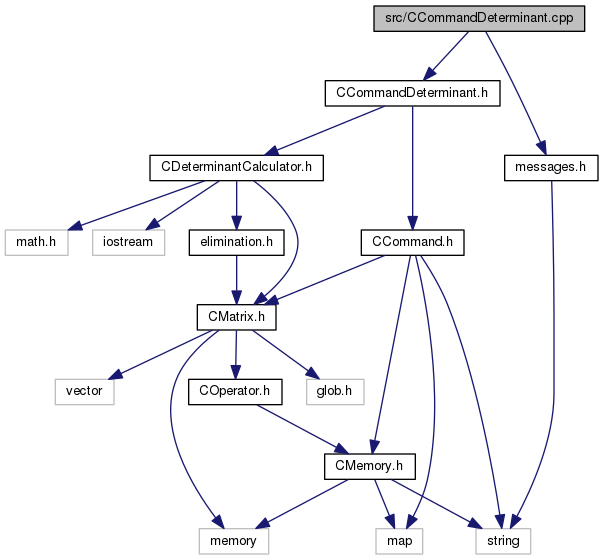 src/CCommandDeterminant.cpp
CCommandDeterminant.h
CDeterminantCalculator.h
messages.h
math.h
iostream
elimination.h
CCommand.h
CMatrix.h
vector
COperator.h
glob.h
CMemory.h
memory
map
string